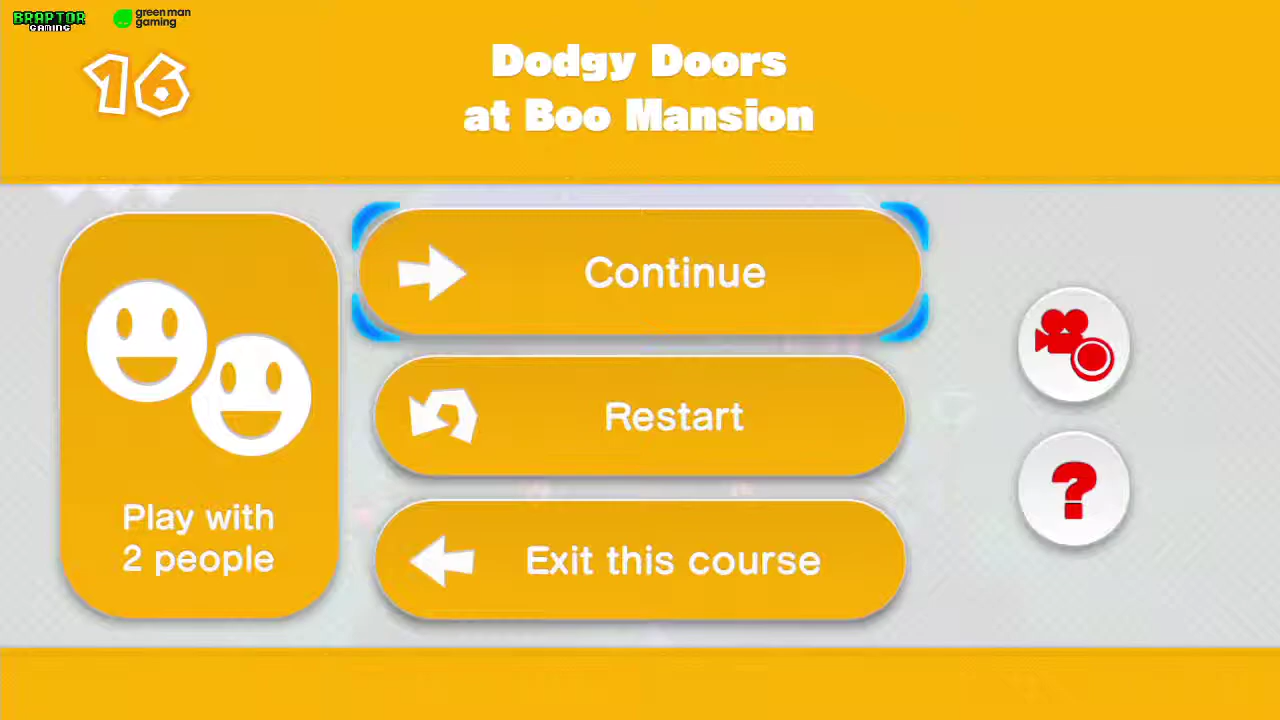 BRAPTOR
GAMING
green man
gaming
16
Dodgy Doors
at Boo Mansion
Continue
Restart
Exit this course
Play with
2 people
?